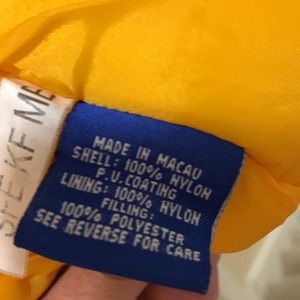 MADE IN MACAU
SHELL: 100% NYLON
P.U.COATING
LINING: 100% NYLON
FILLING:
100% POLYESTER
SEE REVERSE FOR CARE